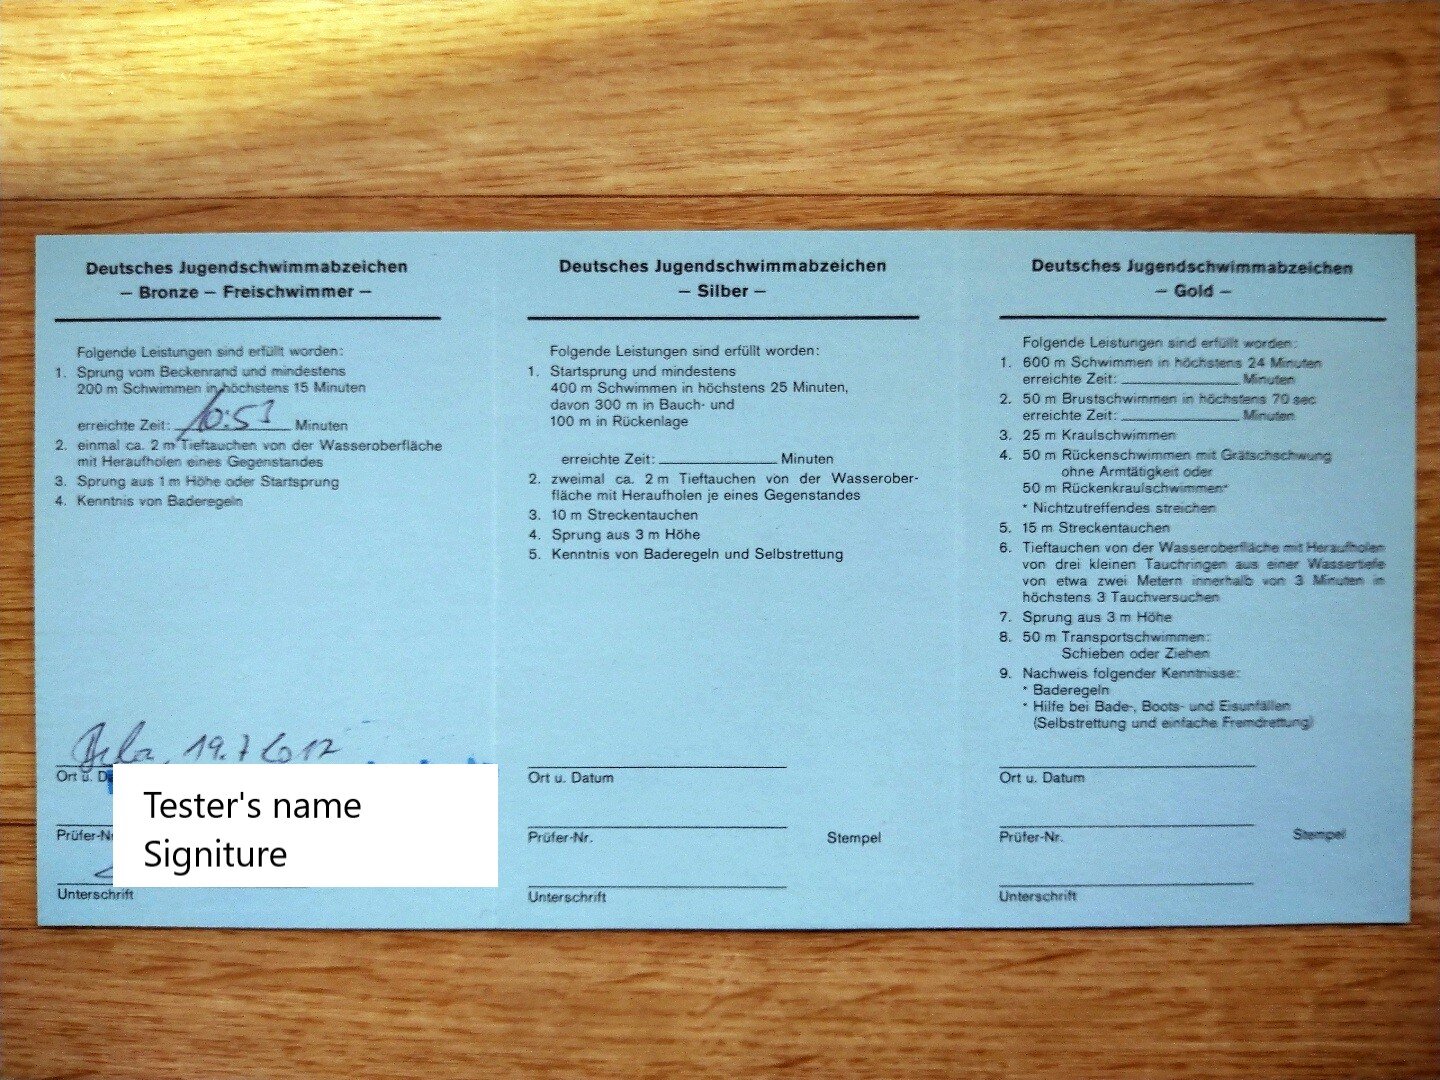 Deutsches Jugendschwimmabzeichen
– Bronze – Freischwimmer –
Folgende Leistungen sind erfüllt worden:
1. Sprung vom Beckenrand und mindestens
200 m Schwimmen in höchstens 15 Minuten
erreichte Zeit: 10:53 Minuten
2. einmal ca. 2 m Tieftauchen von der Wasseroberfläche
mit Heraufholen eines Gegenstandes
3. Sprung aus 1 m Höhe oder Startsprung
4. Kenntnis von Baderegeln
19.7
Ort u. D
Tester's name
Prüfer-Nr
Signiture
Unterschrift
Deutsches Jugendschwimmabzeichen
– Silber –
Folgende Leistungen sind erfüllt worden:
1. Startsprung und mindestens
400 m Schwimmen in höchstens 25 Minuten,
davon 300 m in Bauch- und
100 m in Rückenlage
erreichte Zeit: Minuten
2. zweimal ca. 2 m Tieftauchen von der Wasserober-
fläche mit Heraufholen je eines Gegenstandes
3. 10 m Streckentauchen
4. Sprung aus 3 m Höhe
5. Kenntnis von Baderegeln und Selbstrettung
Ort u. Datum
Prüfer-Nr. Stempel
Unterschrift
Deutsches Jugendschwimmabzeichen
– Gold –
Folgende Leistungen sind erfüllt worden:
1. 600 m Schwimmen in höchstens 24 Minuten
erreichte Zeit: Minuten
2. 50 m Brustschwimmen in höchstens 70 sec
erreichte Zeit: Minuten
3. 25 m Kraulschwimmen
4. 50 m Rückenschwimmen mit Grätschschwung
ohne Armtätigkeit oder
50 m Rückenkraulschwimmen*
* Nichtzutreffendes streichen
5. 15 m Streckentauchen
6. Tieftauchen von der Wasseroberfläche mit Heraufholen
von drei kleinen Tauchringen aus einer Wassertiefe
von etwa zwei Metern innerhalb von 3 Minuten in
höchstens 3 Tauchversuchen
7. Sprung aus 3 m Höhe
8. 50 m Transportschwimmen:
Schieben oder Ziehen
9. Nachweis folgender Kenntnisse:
* Baderegeln
* Hilfe bei Bade-, Boots- und Eisunfällen
(Selbstrettung und einfache Fremdrettung)
Ort u. Datum
Prüfer-Nr. Stempel
Unterschrift